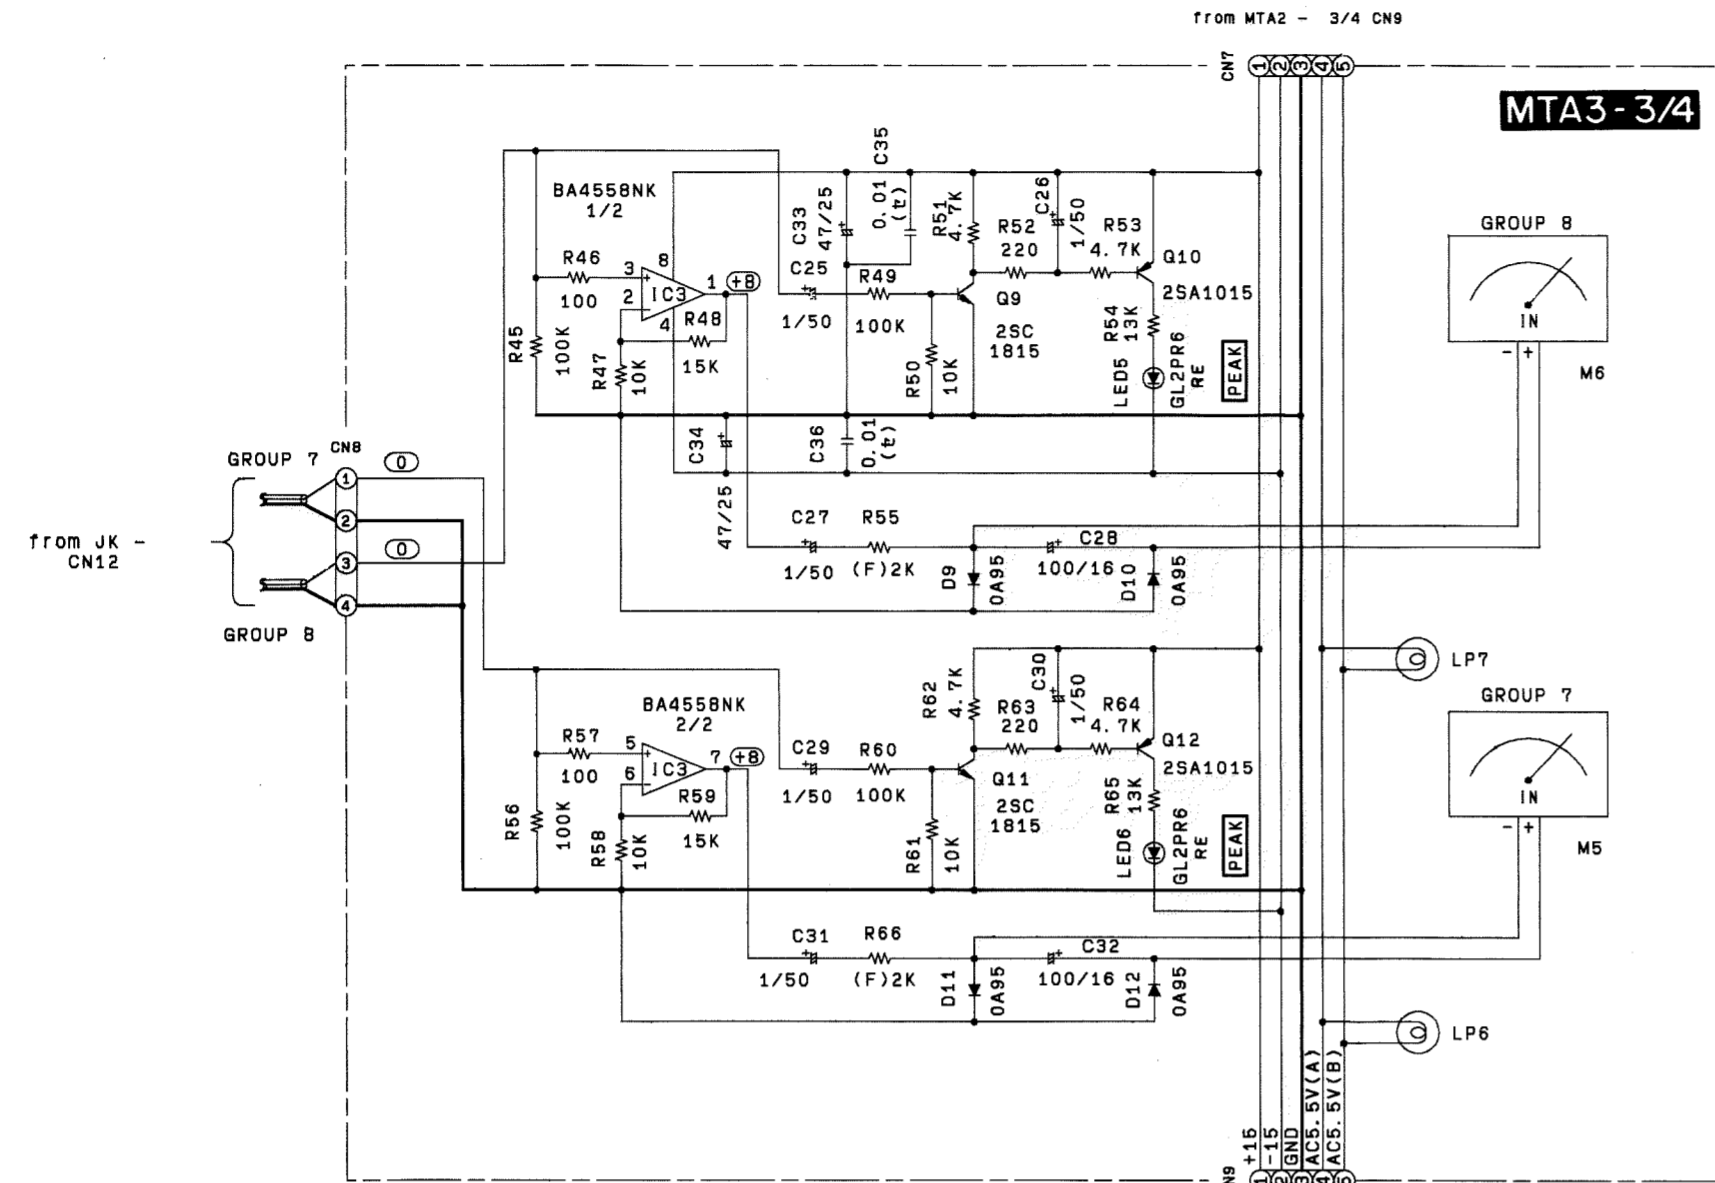 from MTA2 - 3/4 CN9
CN7
1 2 3 4 5
MTA3-3/4
BA4558NK
1/2
R46
100
R45
100K
3
2
8
1
4
IC3
+8
R48
15K
R47
10K
C33
47/25
C35
0.01
(セ)
C25
1/50
R49
100K
R50
10K
R51
4.7K
R52
220
C26
1/50
R53
4.7K
Q9
2SC
1815
Q10
2SA1015
R54
13K
LED5
GL2PR6
RE
PEAK
GROUP 8
IN
- +
M6
C34
47/25
C36
0.01
(セ)
GROUP 7
CN8
0
1
2
3
4
0
from JK -
CN12
GROUP 8
C27
1/50
R55
(F)2K
D9
OA95
C28
100/16
D10
OA95
LP7
BA4558NK
2/2
R57
100
R56
100K
5
6
7
IC3
+8
R59
15K
R58
10K
C29
1/50
R60
100K
R61
10K
R62
4.7K
R63
220
C30
1/50
R64
4.7K
Q11
2SC
1815
Q12
2SA1015
R65
13K
LED6
GL2PR6
RE
PEAK
GROUP 7
IN
- +
M5
C31
1/50
R66
(F)2K
D11
OA95
C32
100/16
D12
OA95
LP6
+15
-15
GND
AC5.5V(A)
AC5.5V(B)
1 2 3 4 5